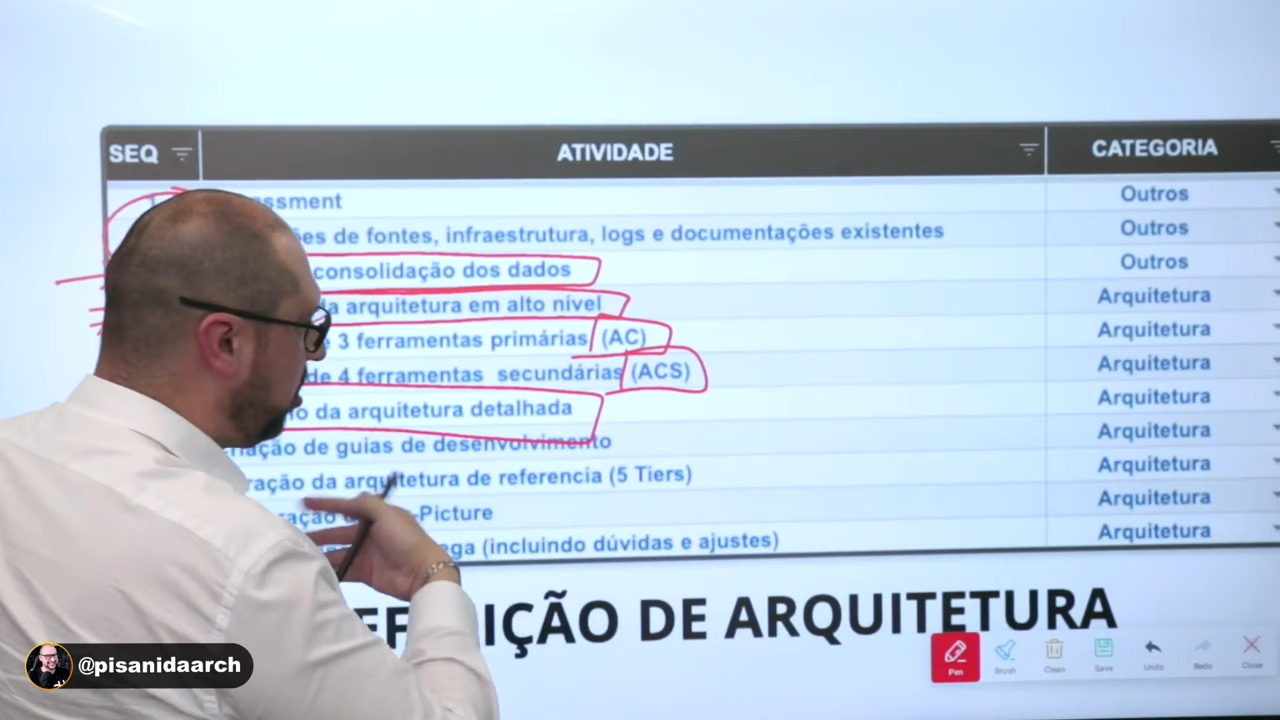 SEQ ATIVIDADE CATEGORIA
ssment Outros
ões de fontes, infraestrutura, logs e documentações existentes Outros
consolidação dos dados Outros
da arquitetura em alto nível Arquitetura
3 ferramentas primárias (AC) Arquitetura
de 4 ferramentas secundárias (ACS) Arquitetura
da arquitetura detalhada Arquitetura
de guias de desenvolvimento Arquitetura
ração da arquitetura de referencia (5 Tiers) Arquitetura
-Picture Arquitetura
ega (incluindo dúvidas e ajustes) Arquitetura
IÇÃO DE ARQUITETURA
Pen Brush Clean Save Undo Redo Close
@pisanidaarch